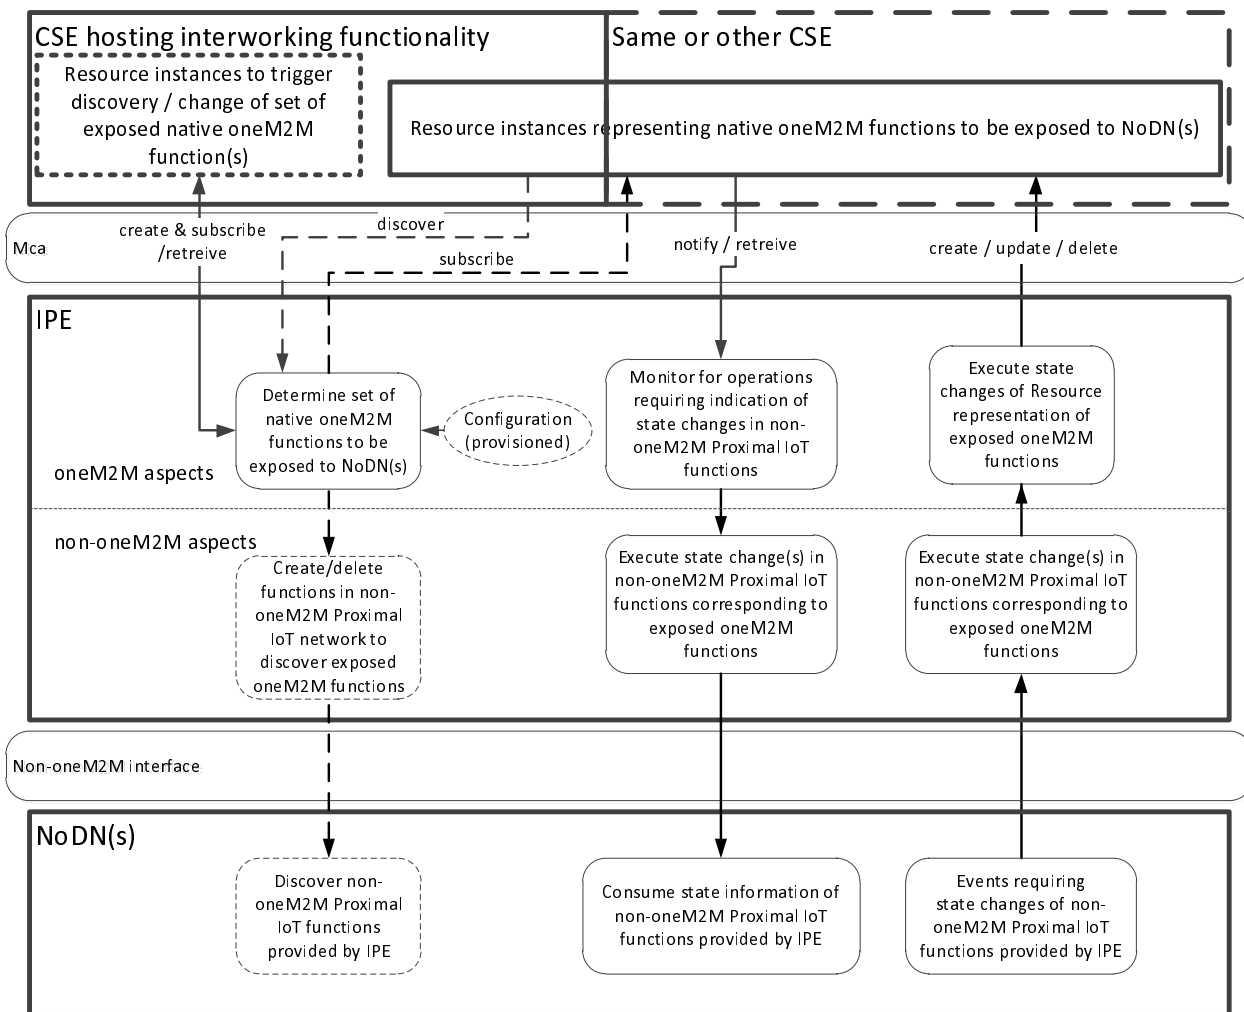 CSE hosting interworking functionality
Same or other CSE
Resource instances to trigger
discovery / change of set of
exposed native oneM2M
function(s)
Resource instances representing native oneM2M functions to be exposed to NoDN(s)
Mca
create & subscribe
/retreive
discover
subscribe
notify / retreive
create / update / delete
IPE
Determine set of
native oneM2M
functions to be
exposed to NoDN(s)
Configuration
(provisioned)
Monitor for operations
requiring indication of
state changes in non-
oneM2M Proximal IoT
functions
Execute state
changes of Resource
representation of
exposed oneM2M
functions
oneM2M aspects
non-oneM2M aspects
Create/delete
functions in non-
oneM2M Proximal
IoT network to
discover exposed
oneM2M functions
Execute state change(s) in
non-oneM2M Proximal IoT
functions corresponding to
exposed oneM2M
functions
Execute state change(s) in
non-oneM2M Proximal IoT
functions corresponding to
exposed oneM2M
functions
Non-oneM2M interface
NoDN(s)
Discover non-
oneM2M Proximal
IoT functions
provided by IPE
Consume state information of
non-oneM2M Proximal IoT
functions provided by IPE
Events requiring
state changes of non-
oneM2M Proximal IoT
functions provided by IPE